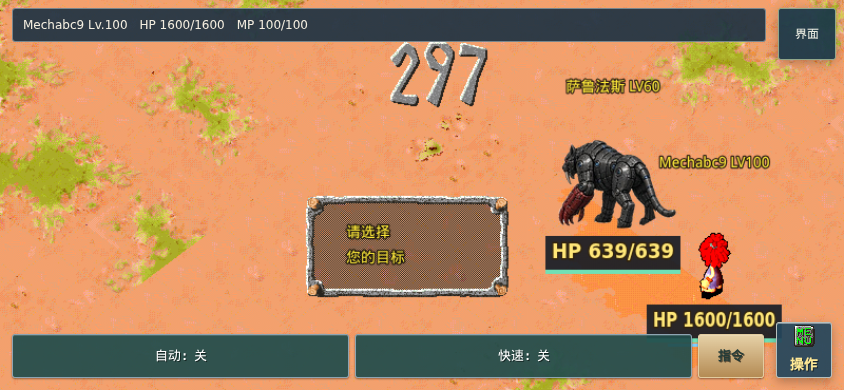 Mechabc9 Lv.100 HP 1600/1600 MP 100/100
界面
297
萨鲁法斯 LV60
Mechabc9 LV100
请选择
您的目标
HP 639/639
HP 1600/1600
自动: 关
快速: 关
指令
MENU
操作